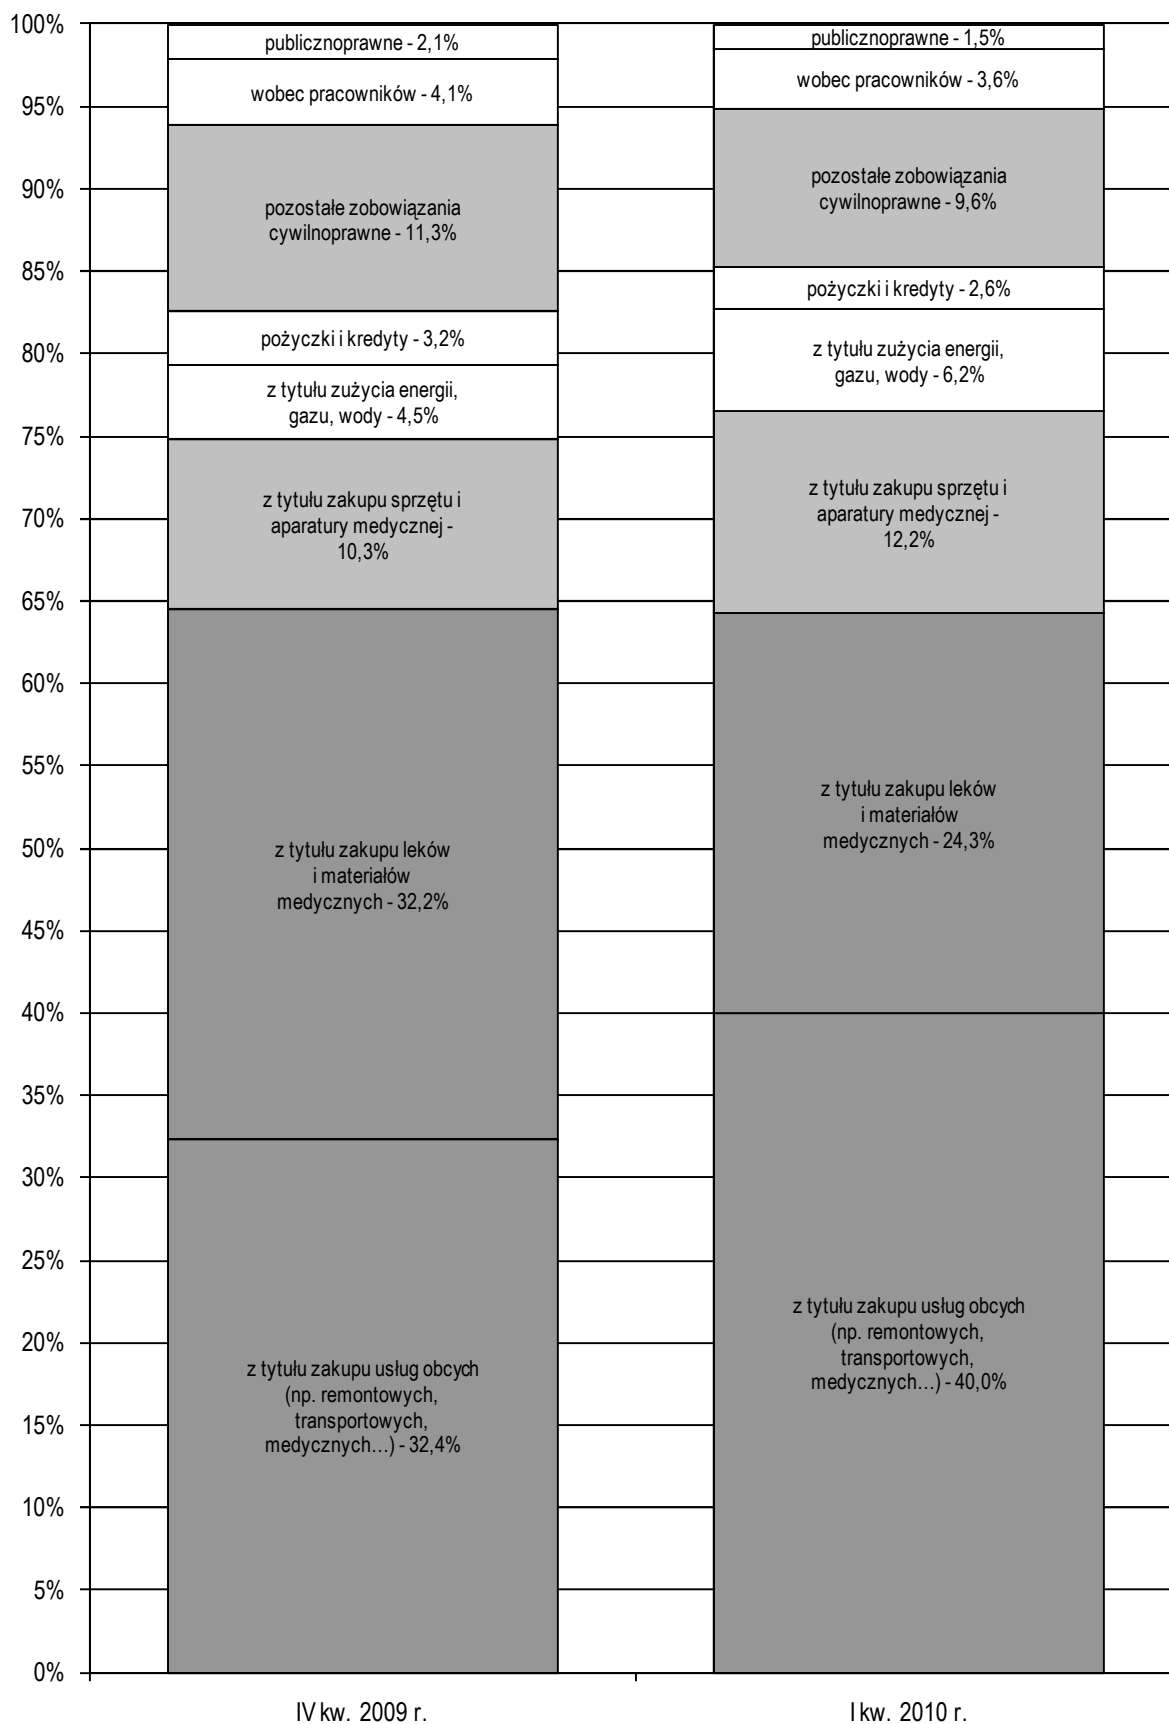 100%
95%
90%
85%
80%
75%
70%
65%
60%
55%
50%
45%
40%
35%
30%
25%
20%
15%
10%
5%
0%
publicznoprawne - 2,1%
wobec pracowników - 4,1%
pozostałe zobowiązania
cywilnoprawne - 11,3%
pożyczki i kredyty - 3,2%
z tytułu zużycia energii,
gazu, wody - 4,5%
z tytułu zakupu sprzętu i
aparatury medycznej -
10,3%
z tytułu zakupu leków
i materiałów
medycznych - 32,2%
z tytułu zakupu usług obcych
(np. remontowych,
transportowych,
medycznych…) - 32,4%
publicznoprawne - 1,5%
wobec pracowników - 3,6%
pozostałe zobowiązania
cywilnoprawne - 9,6%
pożyczki i kredyty - 2,6%
z tytułu zużycia energii,
gazu, wody - 6,2%
z tytułu zakupu sprzętu i
aparatury medycznej -
12,2%
z tytułu zakupu leków
i materiałów
medycznych - 24,3%
z tytułu zakupu usług obcych
(np. remontowych,
transportowych,
medycznych…) - 40,0%
IV kw. 2009 r.
I kw. 2010 r.